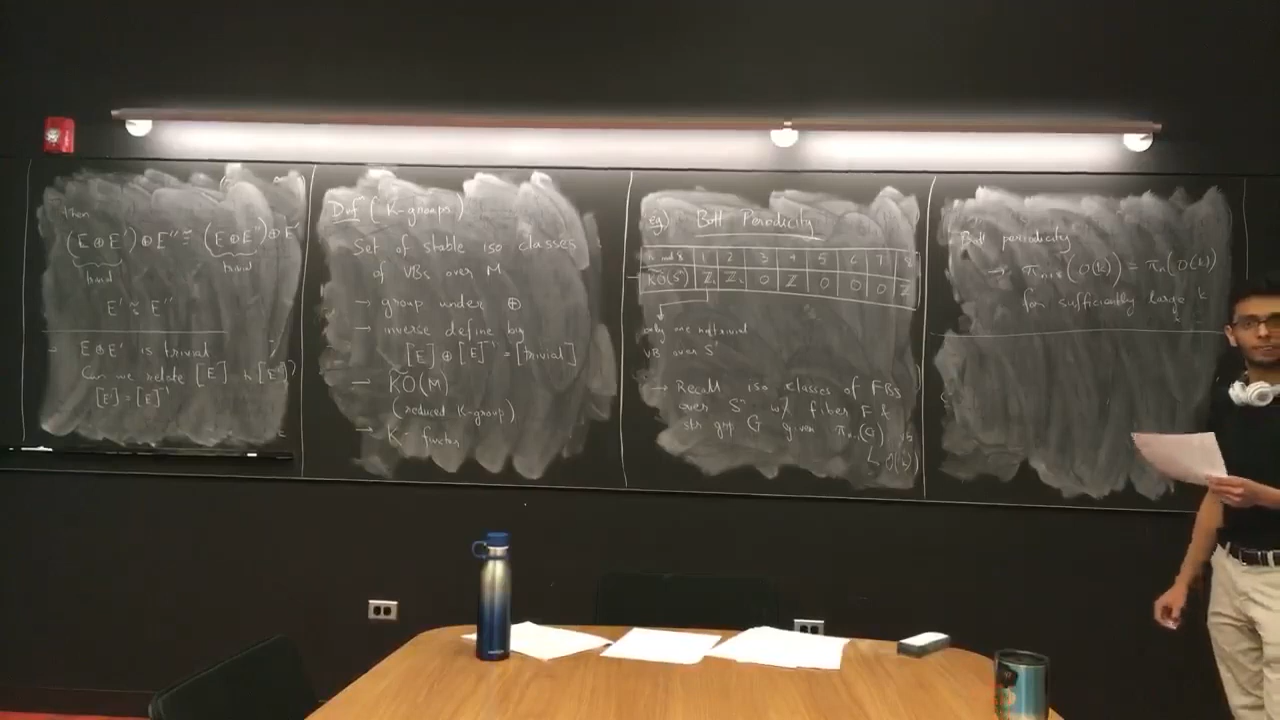 then
(E ⊕ E') ⊕ E'' ≅ (E ⊕ E'') ⊕ E'
trivial trivial
E' ≅ E''
E ⊕ E' is trivial
Can we relate [E] to [E']?
[E'] = [E]⁻¹
Def (K-groups)
Set of stable iso classes
of VBs over M
→ group under ⊕
→ inverse define by
[E] ⊕ [E]⁻¹ = [trivial]
→ K̃O(M)
(reduced K-group)
→ K- functor
eg) Bott Periodicity
n mod 8 1 2 3 4 5 6 7 8
K̃O(Sⁿ) ℤ₂ ℤ₂ 0 ℤ 0 0 0 ℤ
only one nontrivial
VB over S¹
→ Recall iso classes of FBs
over Sⁿ w/ fiber F &
str grp G given πₙ₋₁(G)
O(k)
Bott periodicity
→ πₙ₊₈(O(k)) = πₙ(O(k))
for sufficiently large k